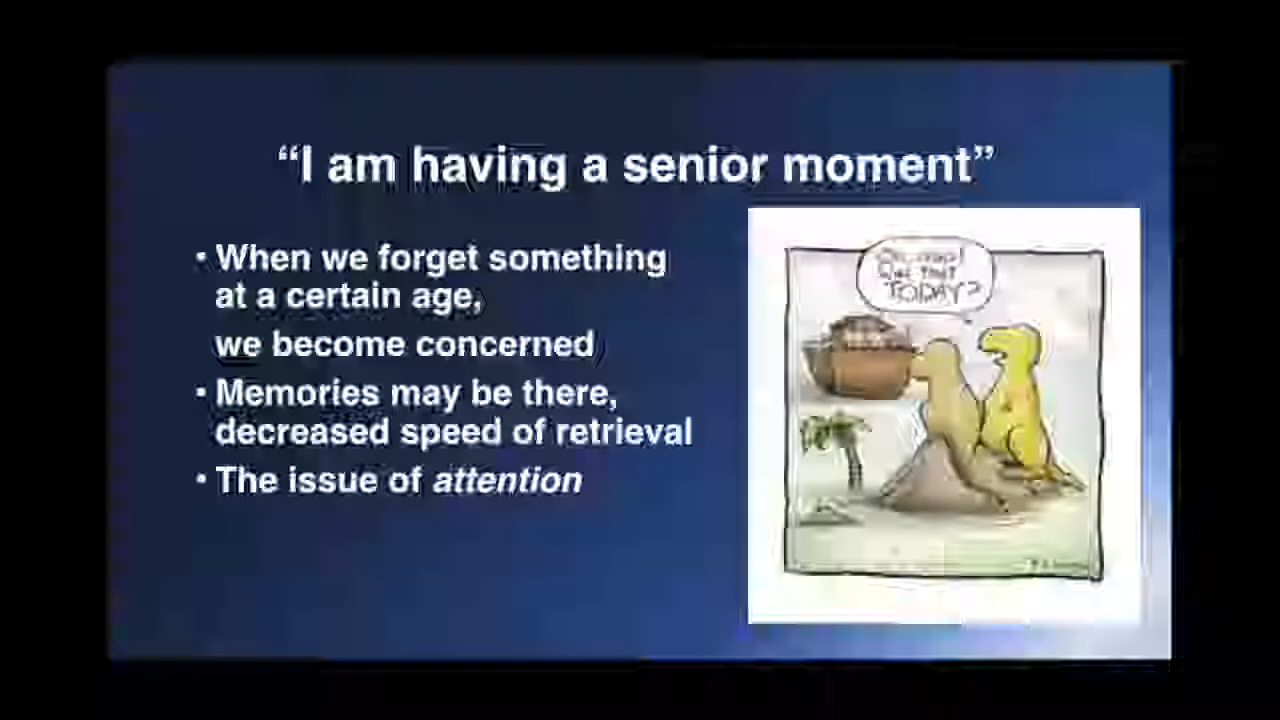 “I am having a senior moment”
• When we forget something
at a certain age,
we become concerned
• Memories may be there,
decreased speed of retrieval
• The issue of attention
TODAY?